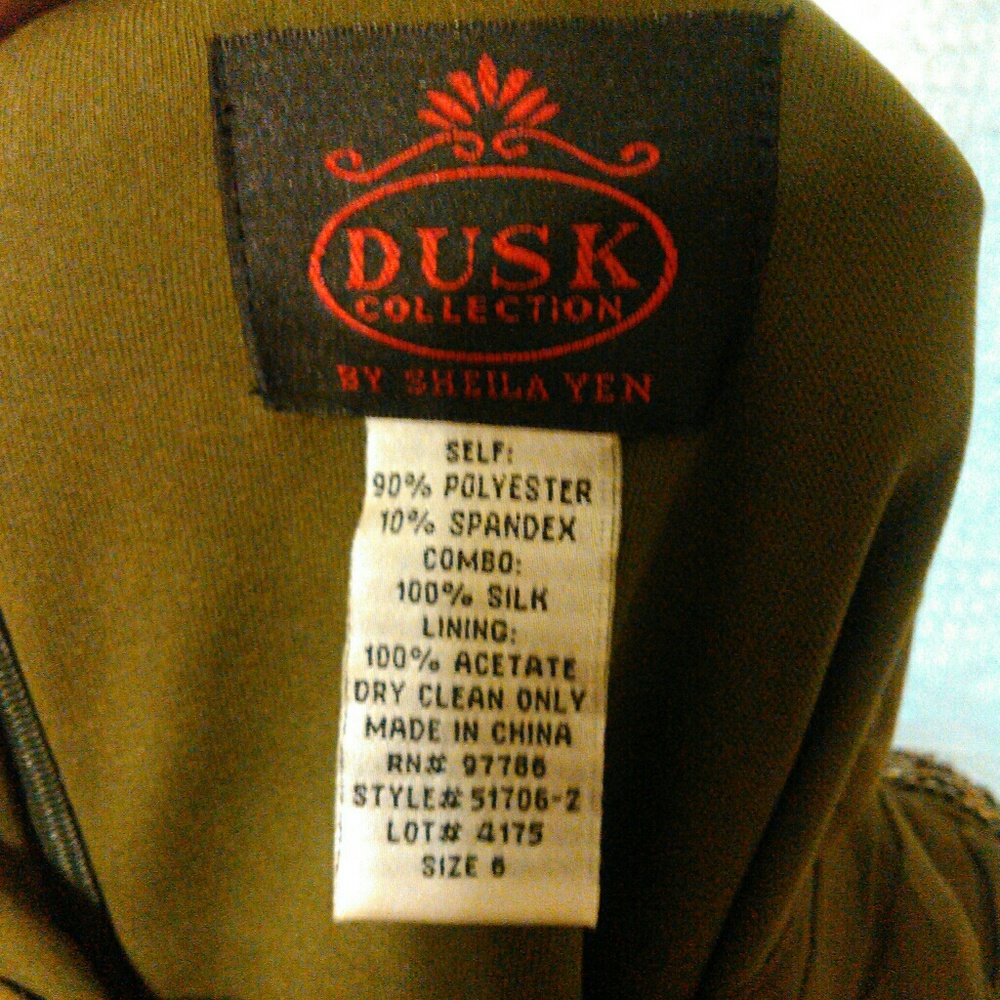 DUSK
COLLECTION
BY SHEILA YEN
SELF:
90% POLYESTER
10% SPANDEX
COMBO:
100% SILK
LINING:
100% ACETATE
DRY CLEAN ONLY
MADE IN CHINA
RN# 97766
STYLE# 51706-2
LOT# 4175
SIZE 6